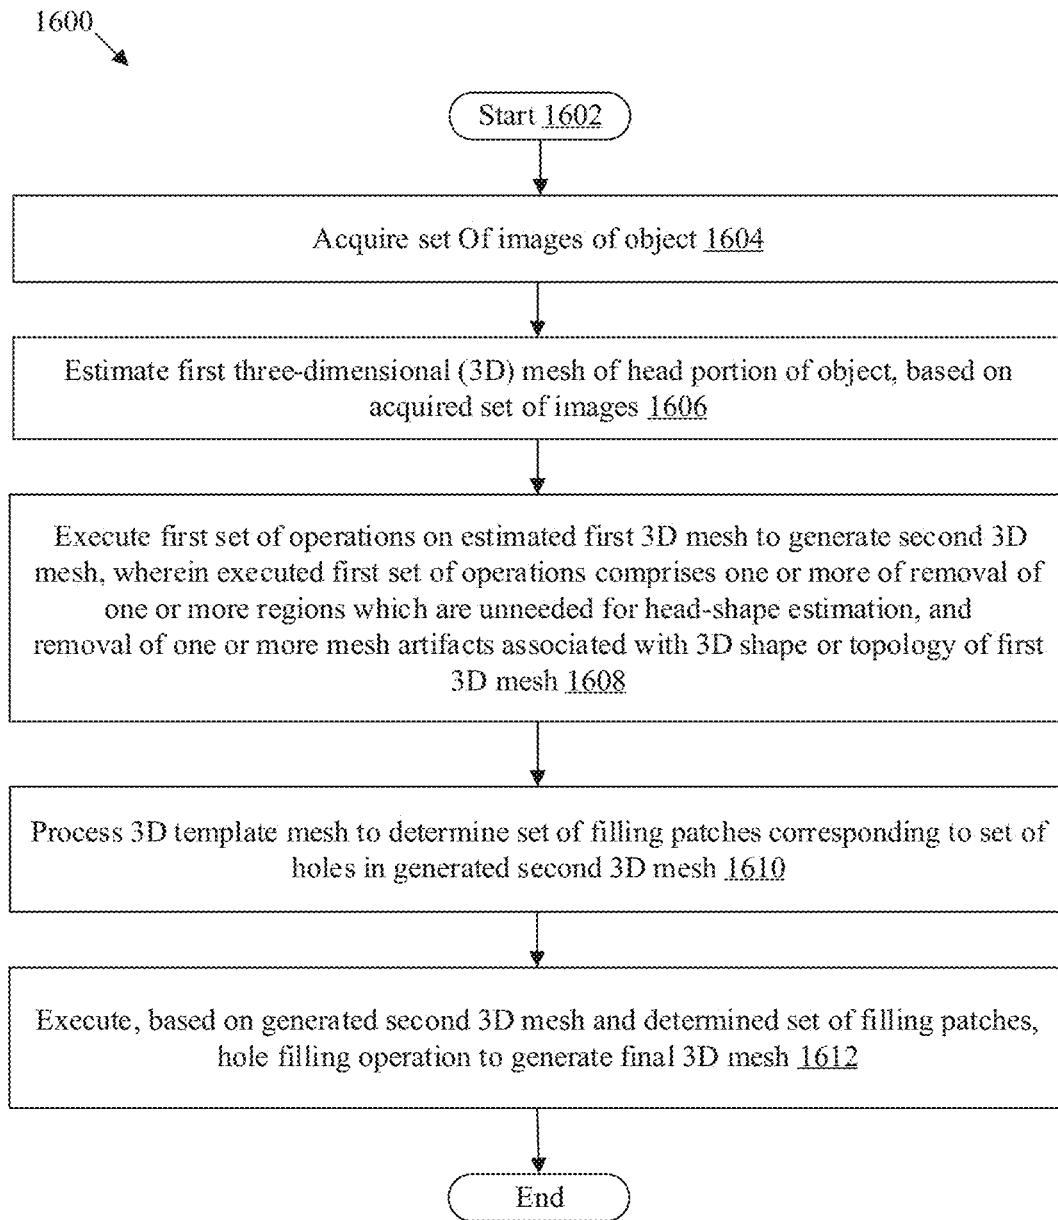 1600
Start 1602
Acquire set Of images of object 1604
Estimate first three-dimensional (3D) mesh of head portion of object, based on
acquired set of images 1606
Execute first set of operations on estimated first 3D mesh to generate second 3D
mesh, wherein executed first set of operations comprises one or more of removal of
one or more regions which are unneeded for head-shape estimation, and
removal of one or more mesh artifacts associated with 3D shape or topology of first
3D mesh 1608
Process 3D template mesh to determine set of filling patches corresponding to set of
holes in generated second 3D mesh 1610
Execute, based on generated second 3D mesh and determined set of filling patches,
hole filling operation to generate final 3D mesh 1612
End